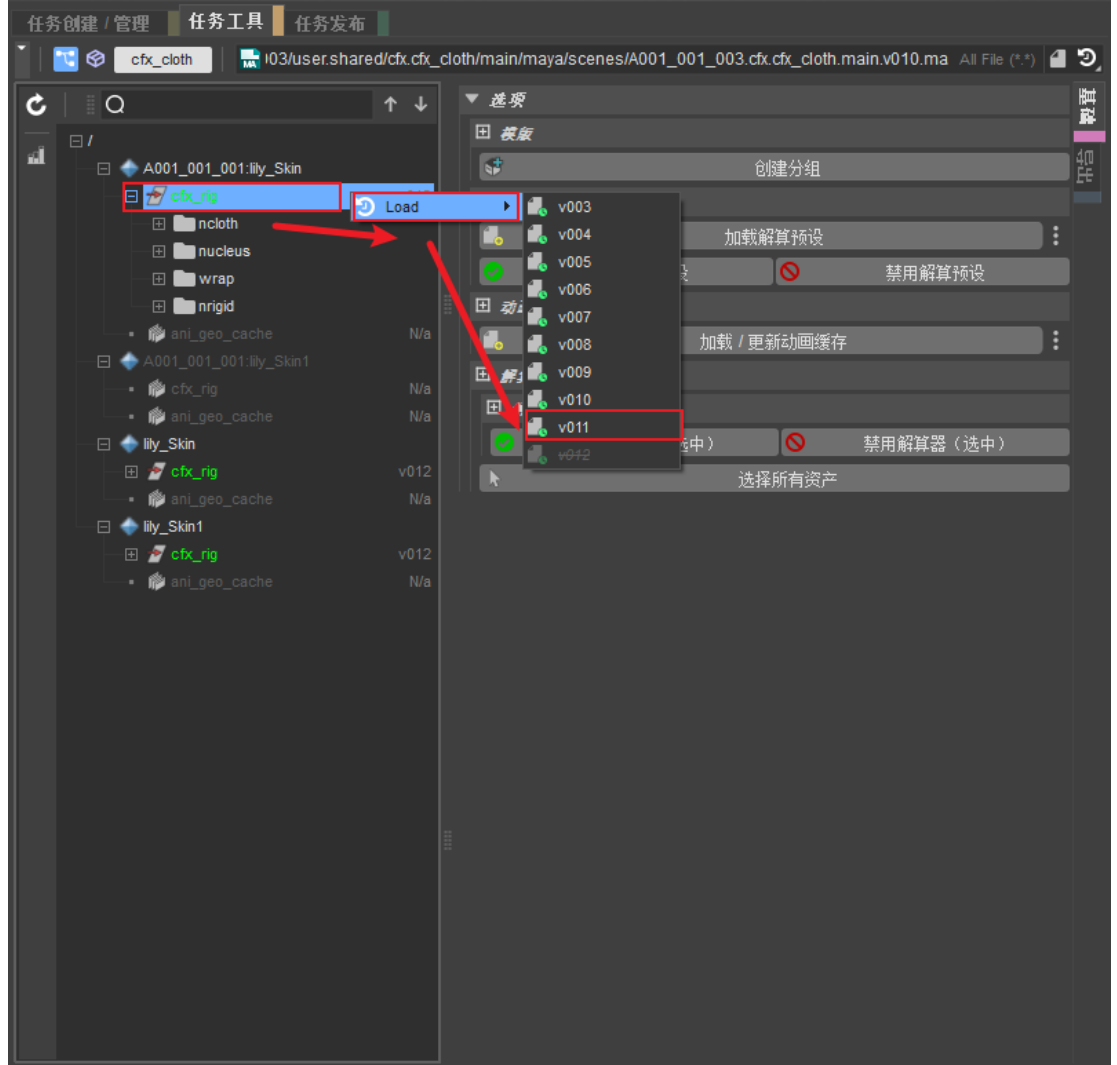 任务创建 / 管理 任务工具 任务发布
cfx_cloth I03/user.shared/cfx.cfx_cloth/main/maya/scenes/A001_001_003.cfx.cfx_cloth.main.v010.ma All File (*.*)
选项
基础
模版
/
创建分组
A001_001_001:lily_Skin
cfx_rig
Load
v003
ncloth
v004
加载解算预设
nucleus
v005
禁用解算预设
wrap
v006
nrigid
v007
ani_geo_cache N/a
v008
加载 / 更新动画缓存
A001_001_001:lily_Skin1
v009
cfx_rig N/a
v010
ani_geo_cache N/a
v011
lily_Skin
选中）
禁用解算器（选中）
v012
cfx_rig v012
选择所有资产
ani_geo_cache N/a
lily_Skin1
cfx_rig v012
ani_geo_cache N/a